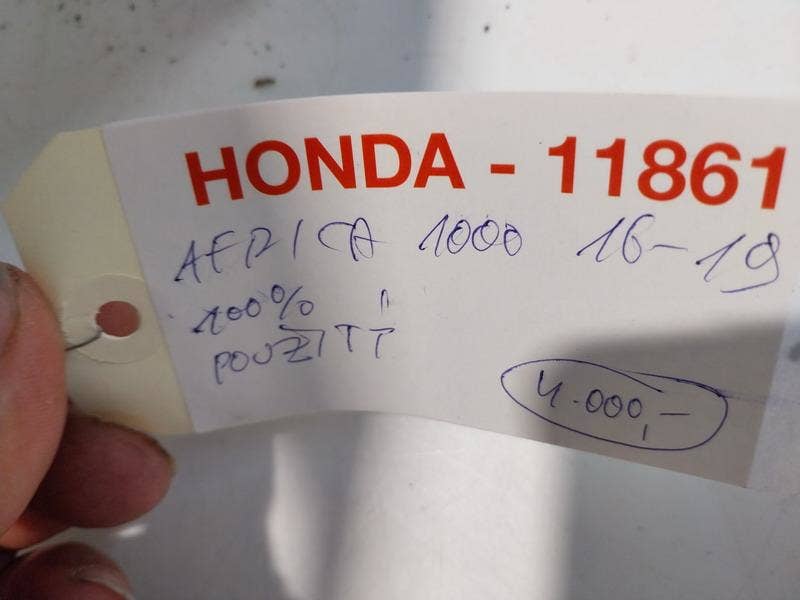 HONDA - 11861
AFRICA 1000 16-19
100%
POUŽITÍ
4.000,-